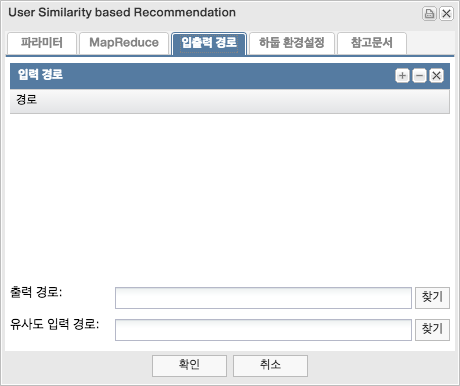 User Similarity based Recommendation
파라미터 MapReduce 입출력 경로 하둡 환경설정 참고문서
입력 경로
경로
출력 경로: 찾기
유사도 입력 경로: 찾기
확인 취소